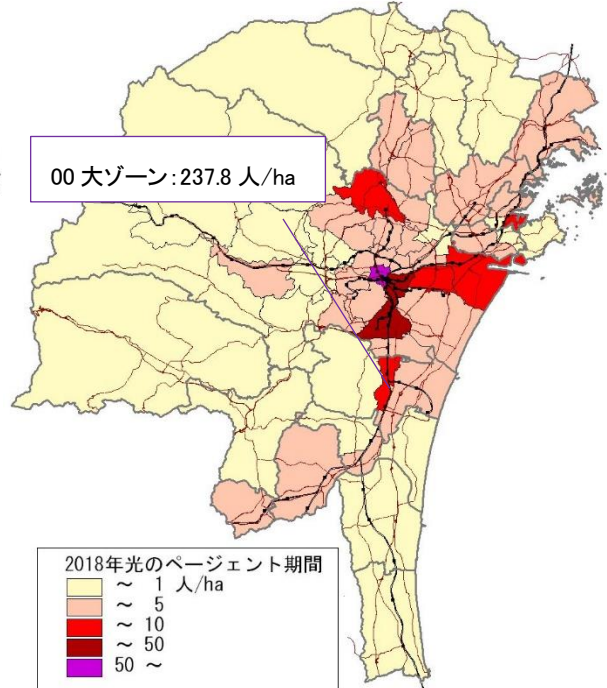 00 大ゾーン:237.8 人/ha
2018年光のページェント期間
～ 1 人/ha
～ 5
～ 10
～ 50
50 ～